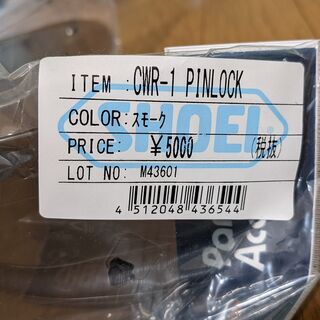 ITEM :CWR-1 PINLOCK
COLOR:スモーク
SHOEI
PRICE: ¥5000 (税抜)
LOT NO: M43601
4 512048 436544
Acc